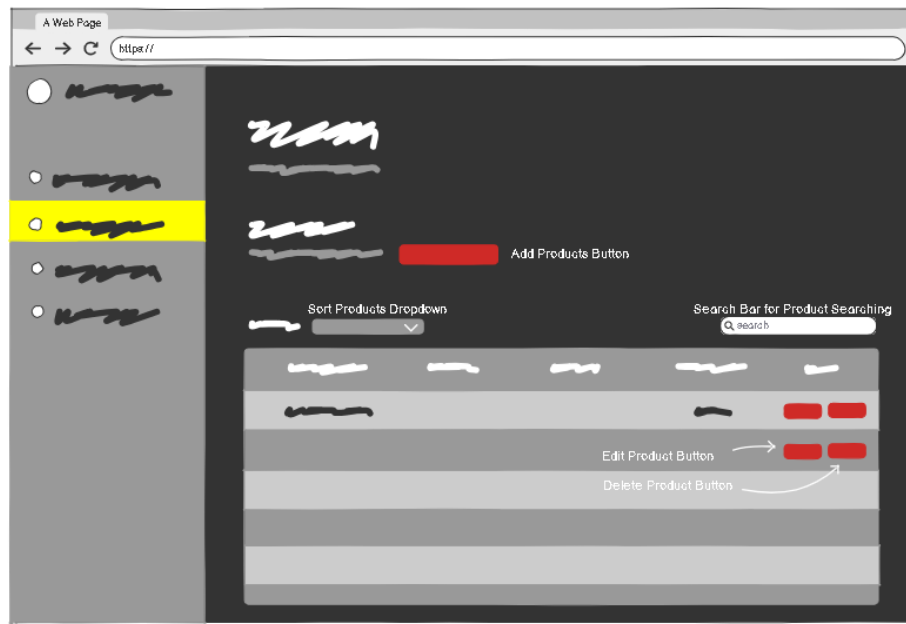 A Web Page
https://
Add Products Button
Sort Products Dropdown
Search Bar for Product Searching
search
Edit Product Button
Delete Product Button